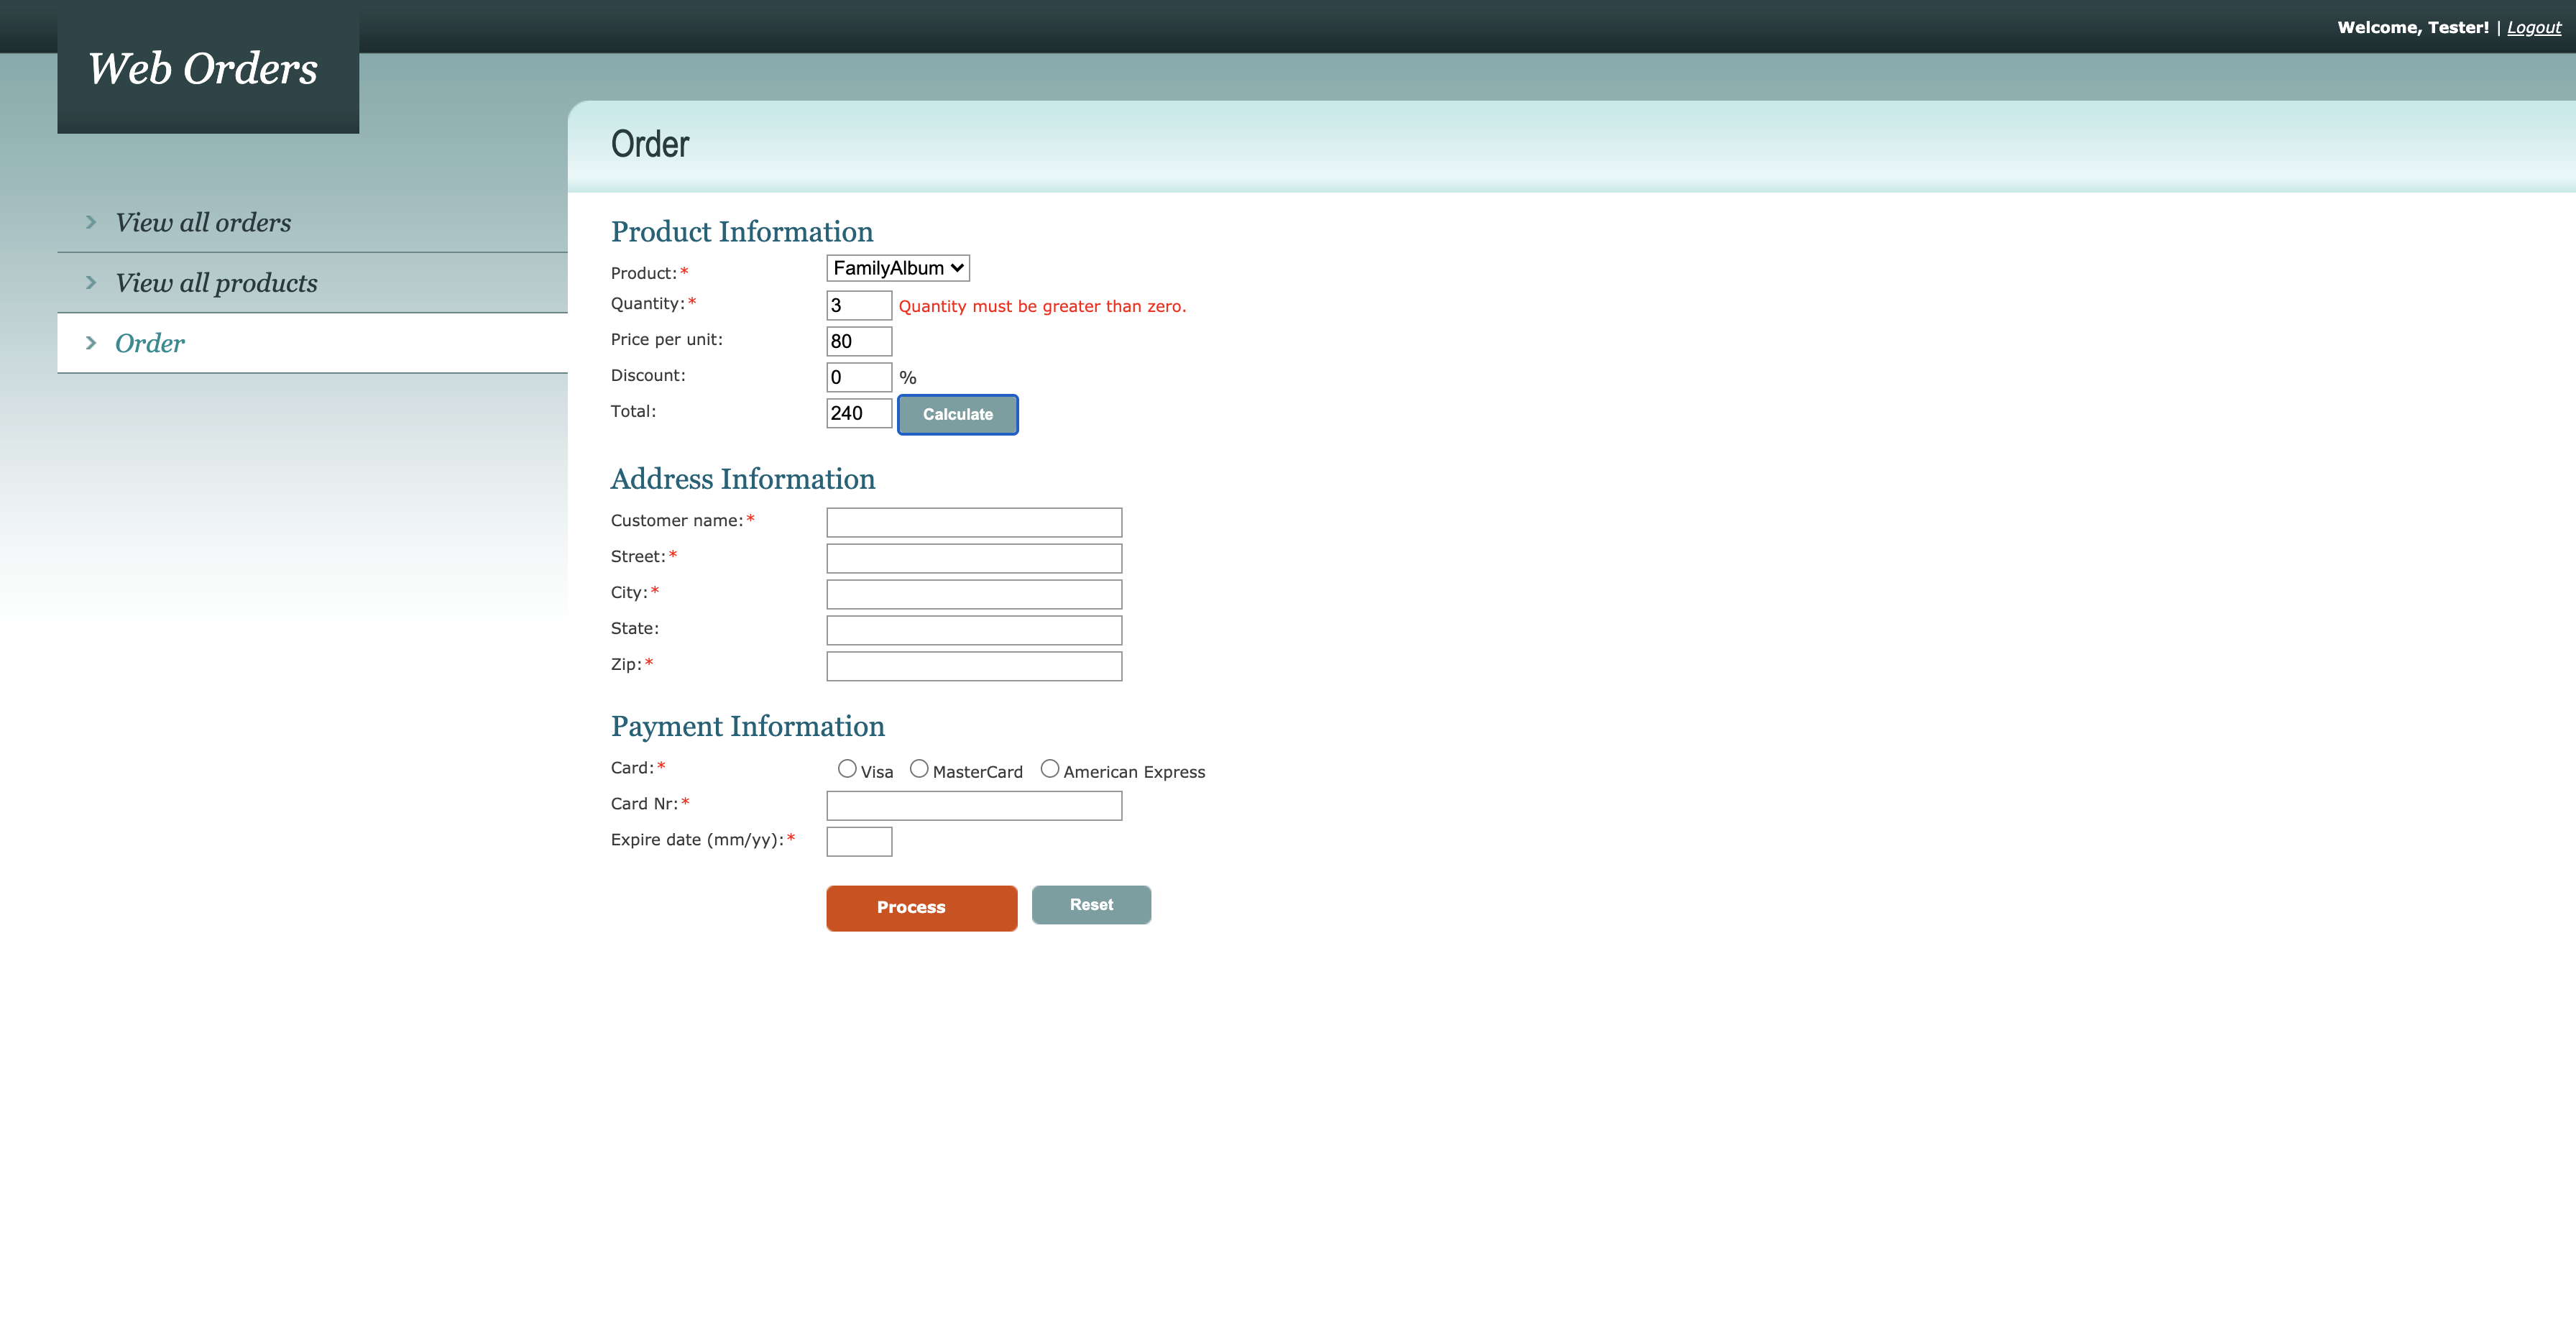 Welcome, Tester! | Logout
Web Orders
View all orders
View all products
Order
Order
Product Information
Product:* FamilyAlbum
Quantity:* 3 Quantity must be greater than zero.
Price per unit: 80
Discount: 0 %
Total: 240 Calculate
Address Information
Customer name:*
Street:*
City:*
State:
Zip:*
Payment Information
Card:* Visa MasterCard American Express
Card Nr:*
Expire date (mm/yy):*
Process Reset